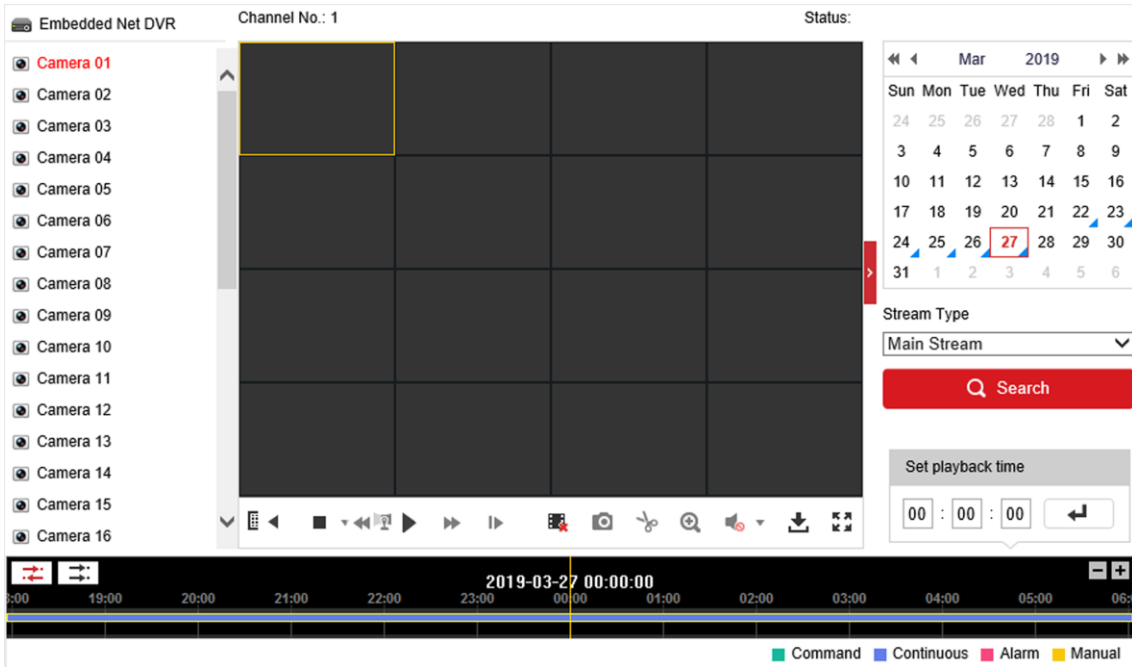 Embedded Net DVR
Channel No.: 1
Status:
Camera 01
Camera 02
Camera 03
Camera 04
Camera 05
Camera 06
Camera 07
Camera 08
Camera 09
Camera 10
Camera 11
Camera 12
Camera 13
Camera 14
Camera 15
Camera 16
Mar 2019
Sun Mon Tue Wed Thu Fri Sat
24 25 26 27 28 1 2
3 4 5 6 7 8 9
10 11 12 13 14 15 16
17 18 19 20 21 22 23
24 25 26 27 28 29 30
31 1 2 3 4 5 6
Stream Type
Main Stream
Search
Set playback time
00 : 00 : 00
2019-03-27 00:00:00
:00 19:00 20:00 21:00 22:00 23:00 00:00 01:00 02:00 03:00 04:00 05:00 06:
Command Continuous Alarm Manual